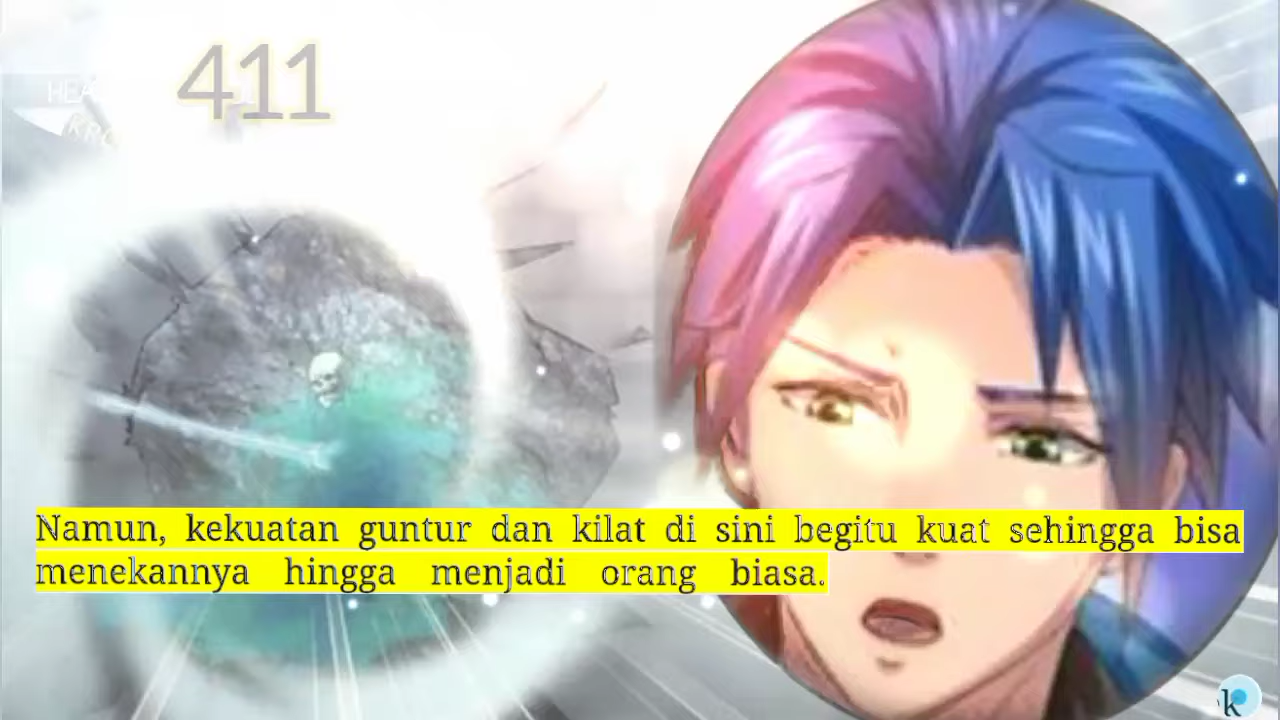 411
Namun, kekuatan guntur dan kilat di sini begitu kuat sehingga bisa
menekannya hingga menjadi orang biasa.
k